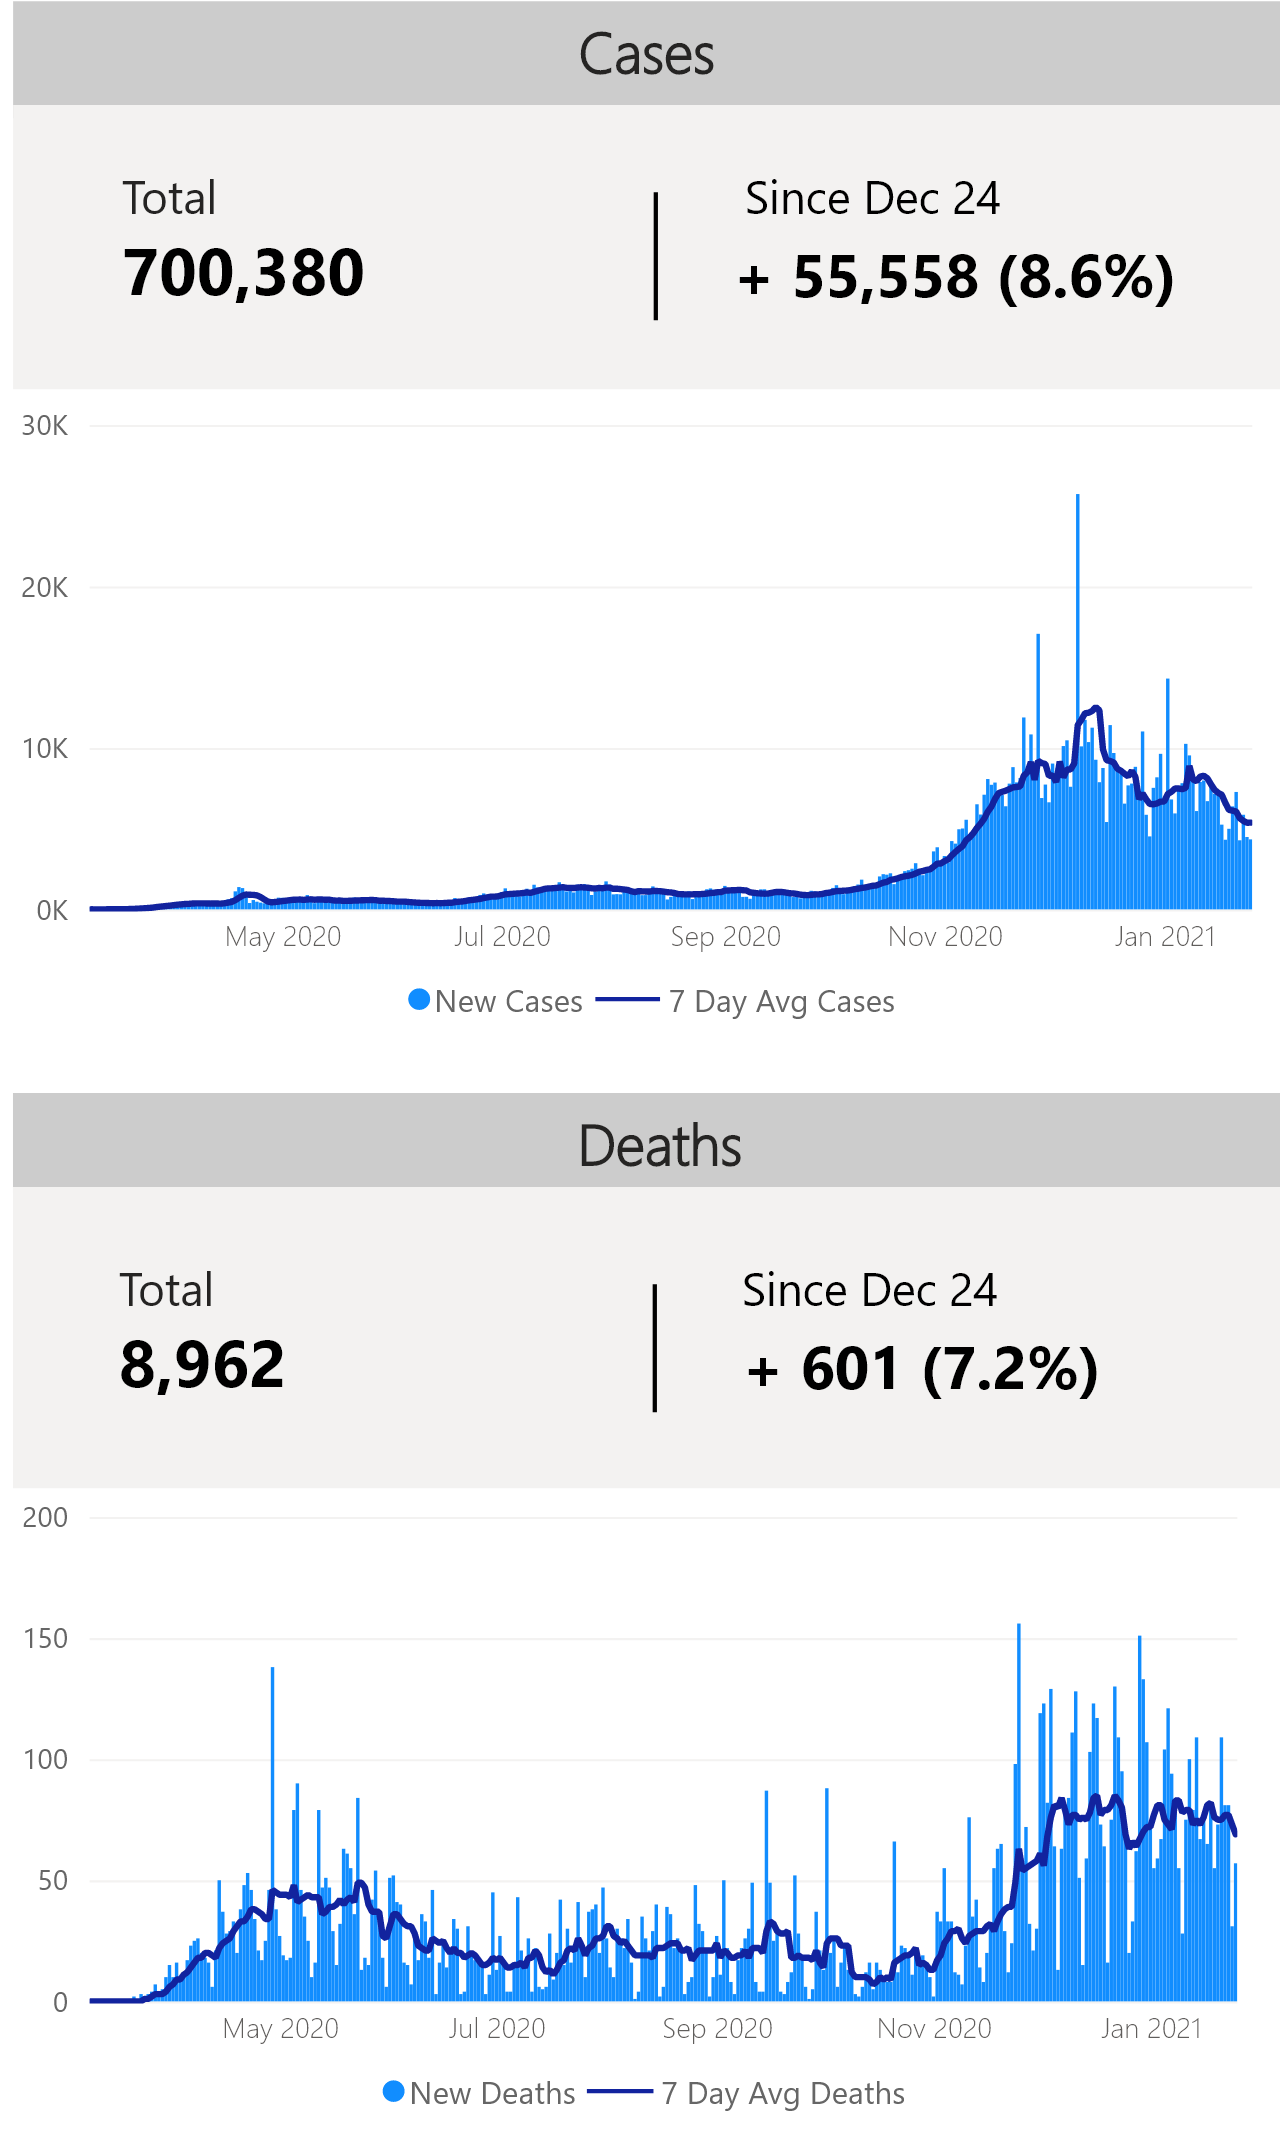 Cases
Total
Since Dec 24
700,380
+ 55,558 (8.6%)
30K
20K
10K
0K
May 2020
Jul 2020
Sep 2020
Nov 2020
Jan 2021
New Cases
7 Day Avg Cases
Deaths
Total
Since Dec 24
8,962
+ 601 (7.2%)
200
150
100
50
0
May 2020
Jul 2020
Sep 2020
Nov 2020
Jan 2021
New Deaths
7 Day Avg Deaths